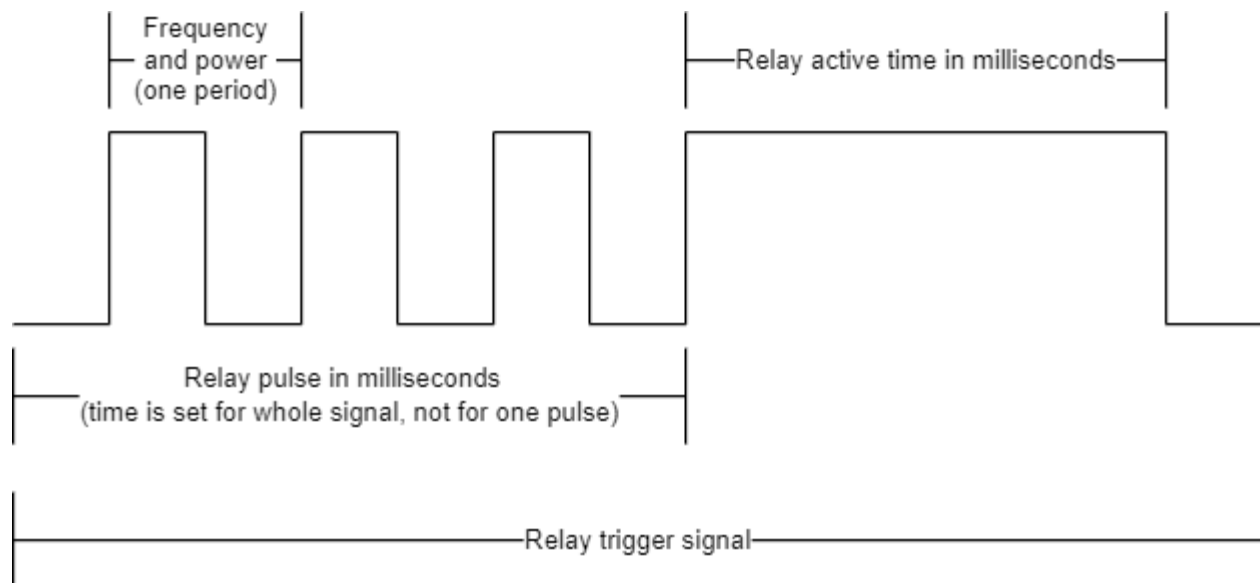 Frequency
and power
(one period)
Relay active time in milliseconds
Relay pulse in milliseconds
(time is set for whole signal, not for one pulse)
Relay trigger signal